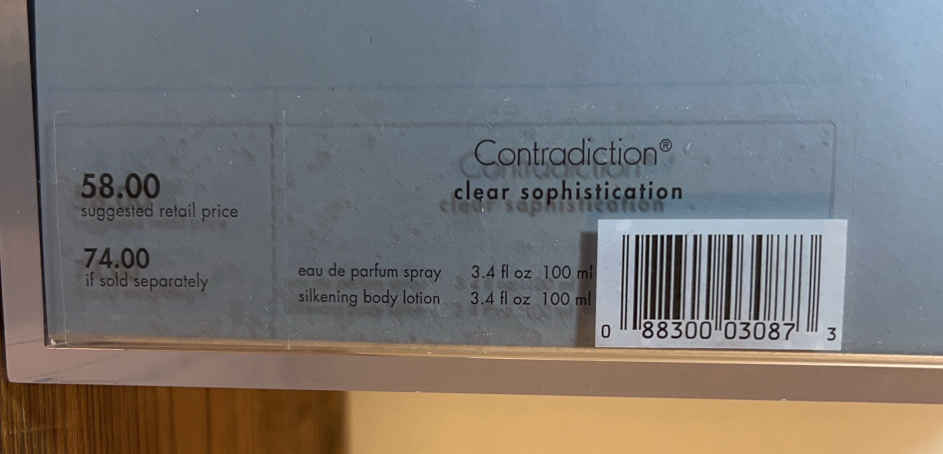 58.00
suggested retail price
74.00
if sold separately
Contradiction®
clear sophistication
eau de parfum spray 3.4 fl oz 100 ml
silkening body lotion 3.4 fl oz 100 ml
0 88300 03087 3